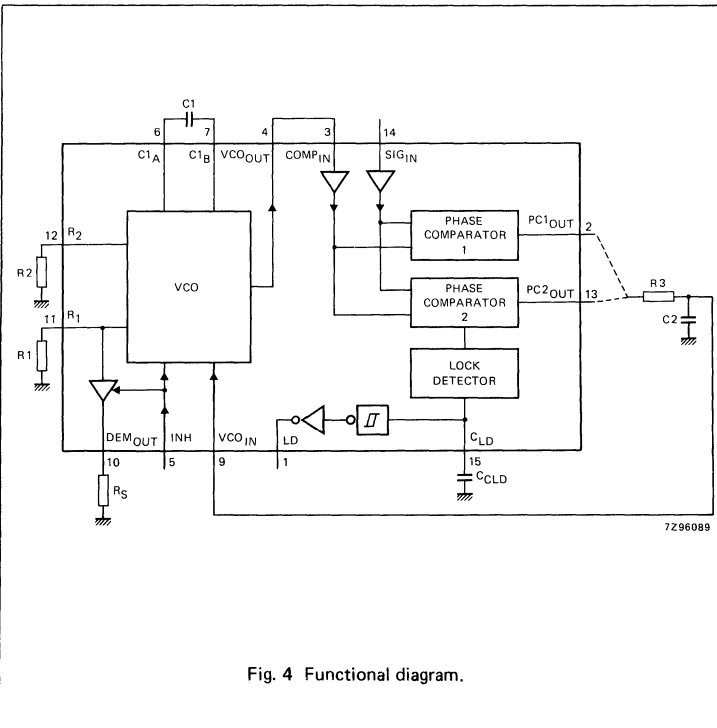 C1
6 7 4 3 14
C1A C1B VCOOUT COMPIN SIGIN
12 R2
R2
11 R1
R1
VCO
PHASE
COMPARATOR
1
PC1OUT 2
PHASE
COMPARATOR
2
PC2OUT 13
R3
C2
LOCK
DETECTOR
DEMOUT INH VCOIN LD CLD
10 5 9 1 15
RS
CCLD
7Z96089
Fig. 4 Functional diagram.